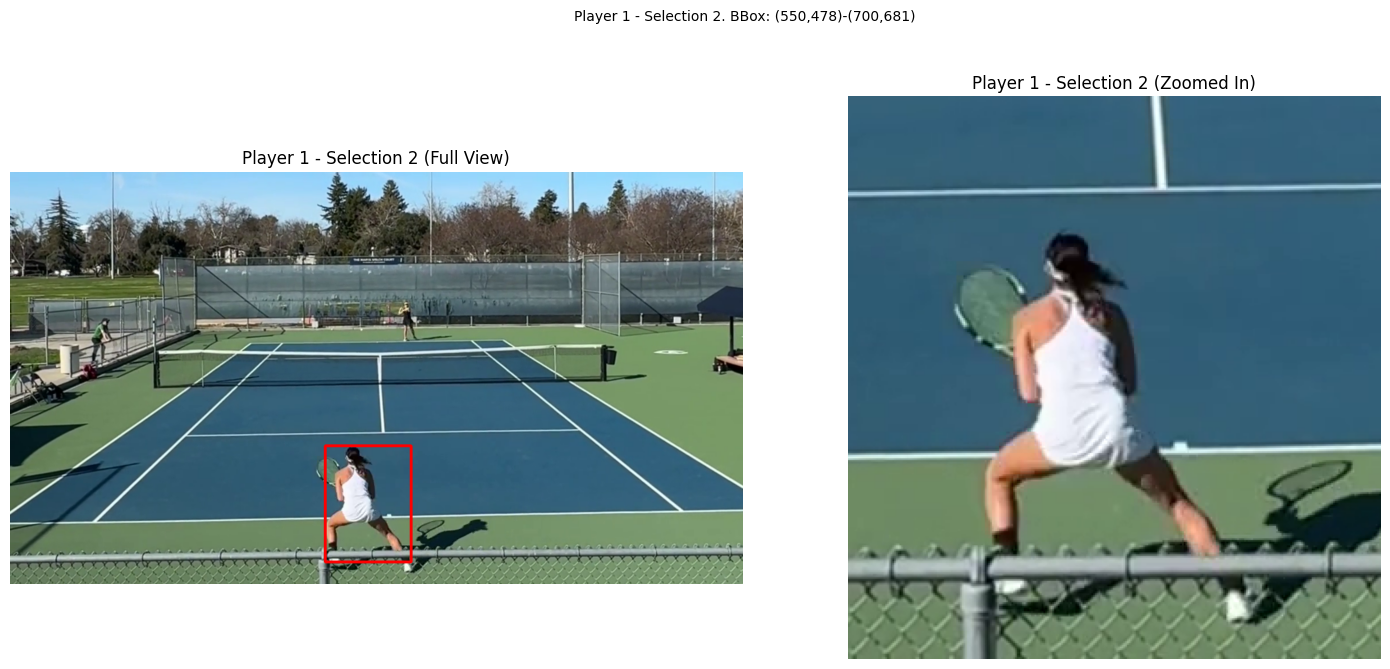 Player 1 - Selection 2. BBox: (550,478)-(700,681)
Player 1 - Selection 2 (Full View)
Player 1 - Selection 2 (Zoomed In)